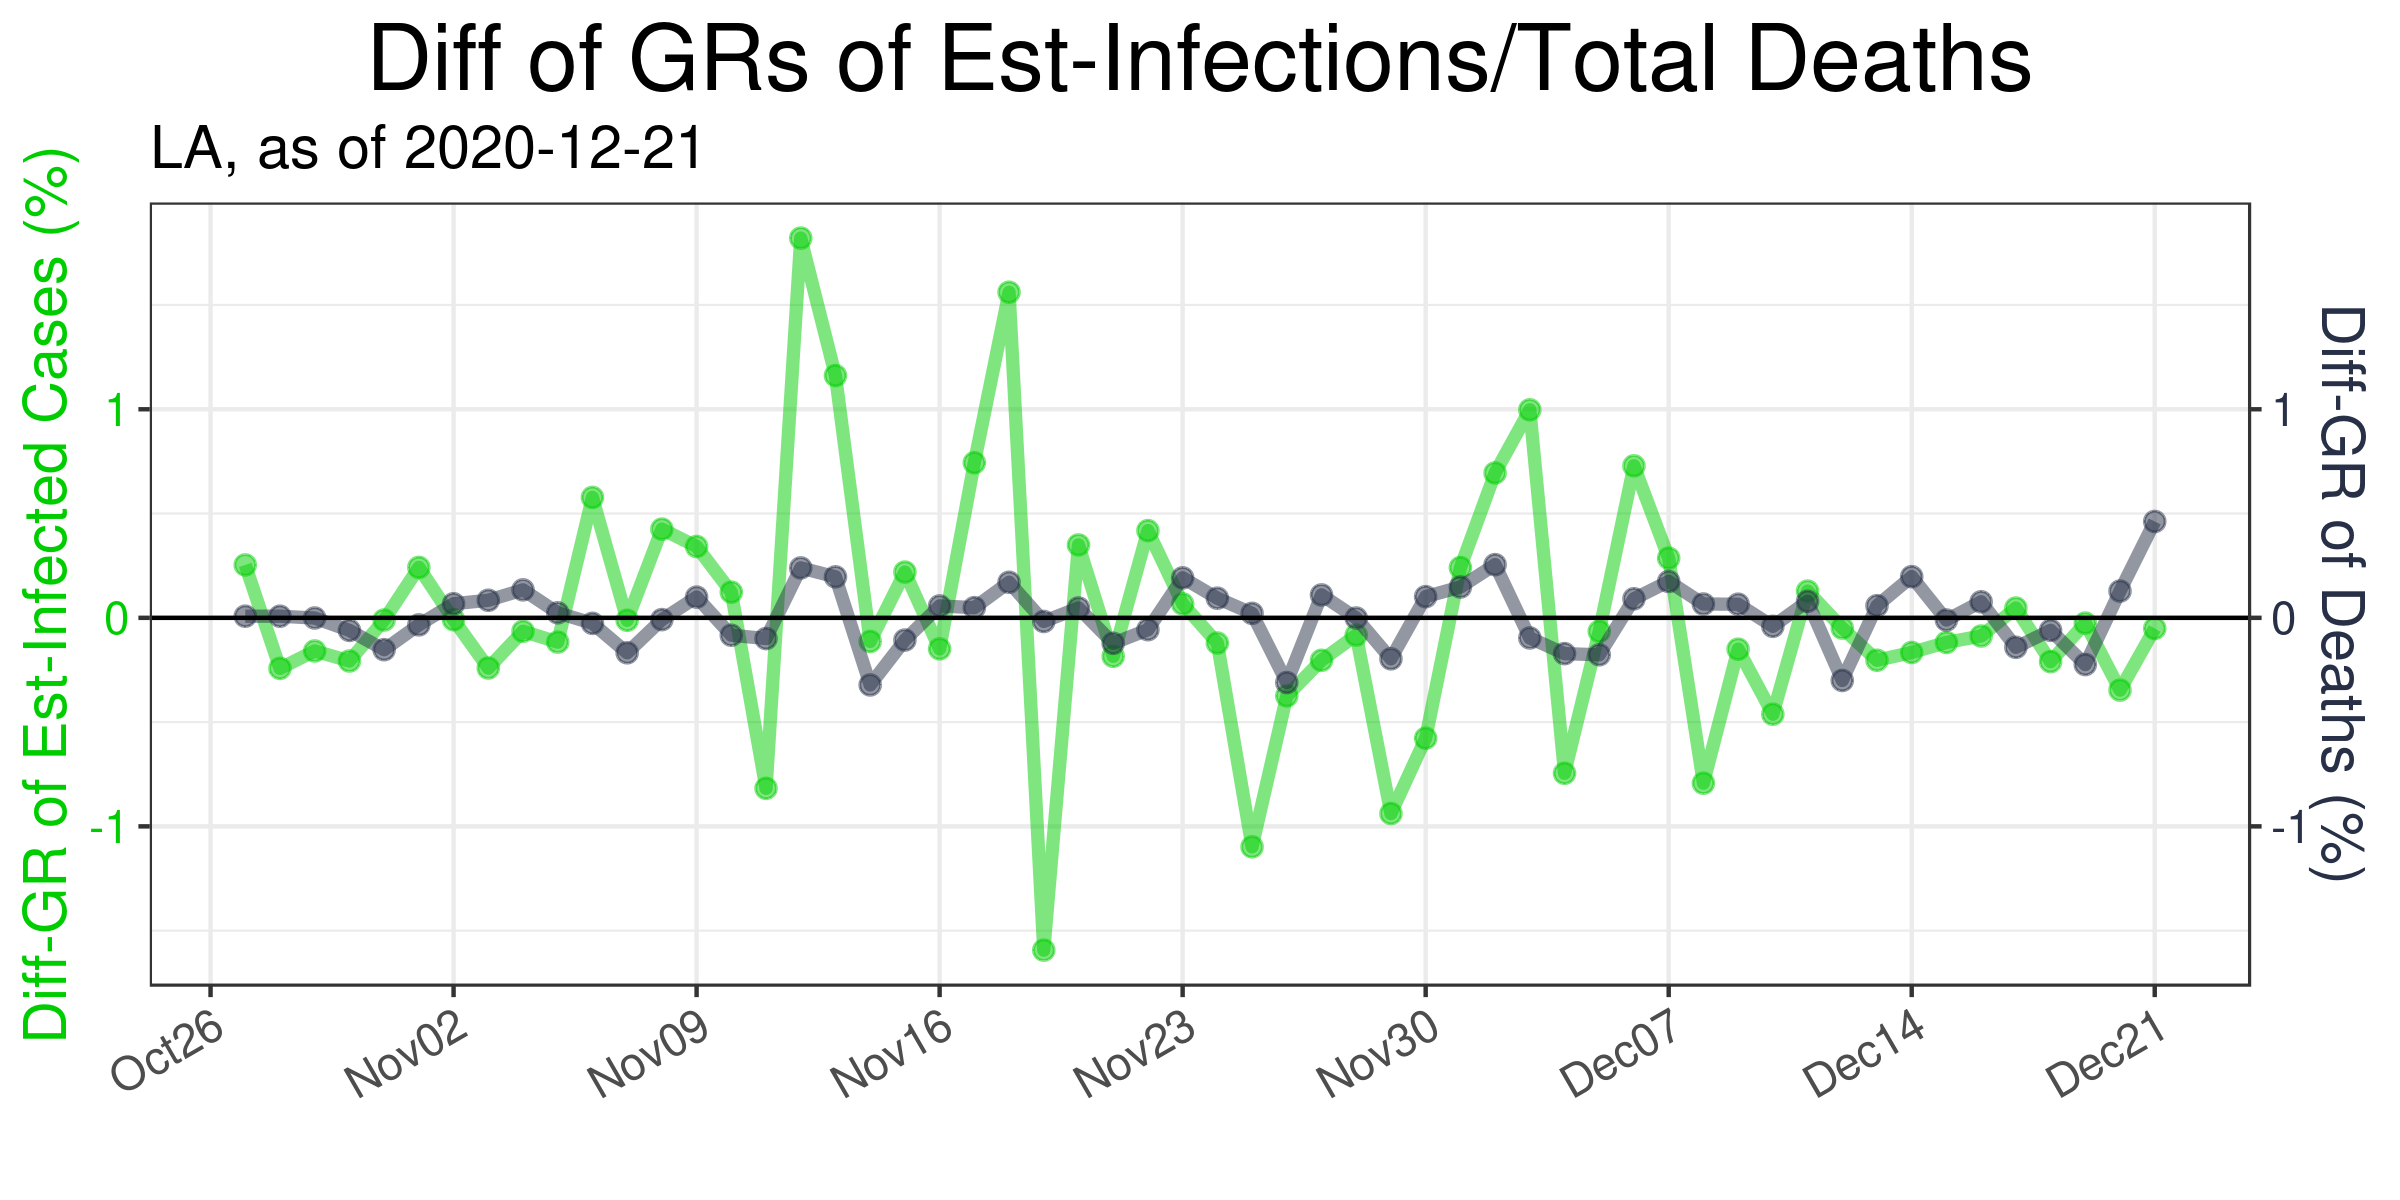 Diff of GRs of Est-Infections/Total Deaths
LA, as of 2020-12-21
Diff-GR of Est-Infected Cases (%)
1
0
-1
1
0
-1
Diff-GR of Deaths (%)
Oct26 Nov02 Nov09 Nov16 Nov23 Nov30 Dec07 Dec14 Dec21